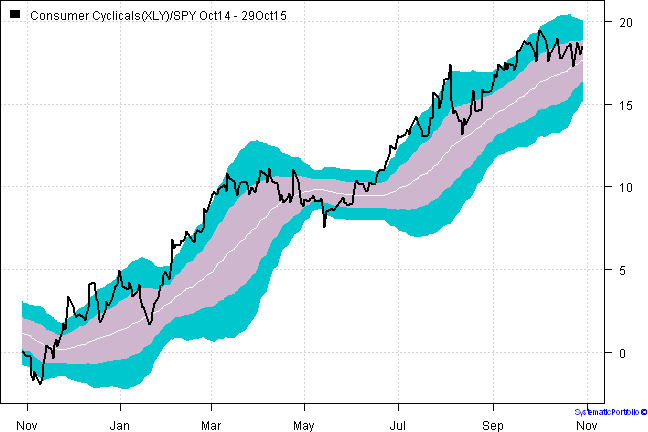 Consumer Cyclicals(XLY)/SPY Oct14 - 29Oct15
20
15
10
5
0
Nov Jan Mar May Jul Sep Nov
SystematicPortfolio ©